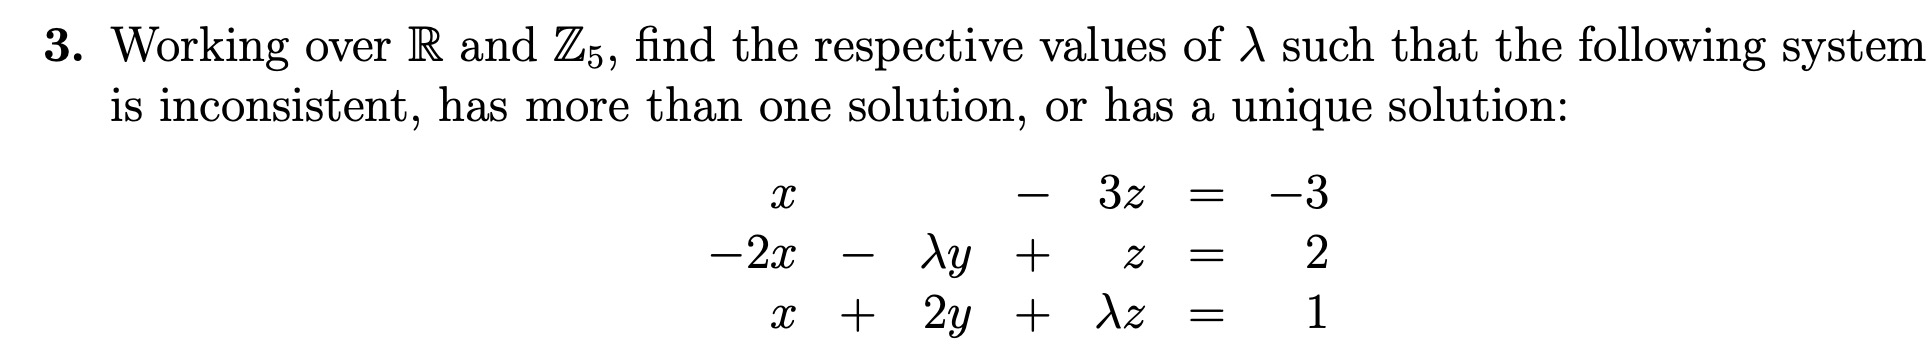 3. Working over ℝ and ℤ₅, find the respective values of λ such that the following system
is inconsistent, has more than one solution, or has a unique solution:
x − 3z = −3
−2x − λy + z = 2
x + 2y + λz = 1